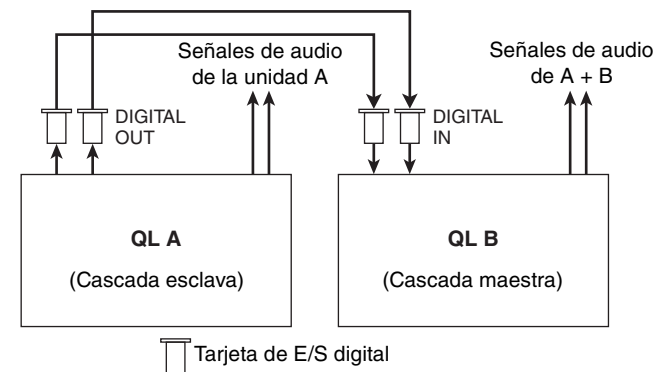 Señales de audio
de la unidad A
Señales de audio
de A + B
DIGITAL
OUT
DIGITAL
IN
QL A
(Cascada esclava)
QL B
(Cascada maestra)
Tarjeta de E/S digital